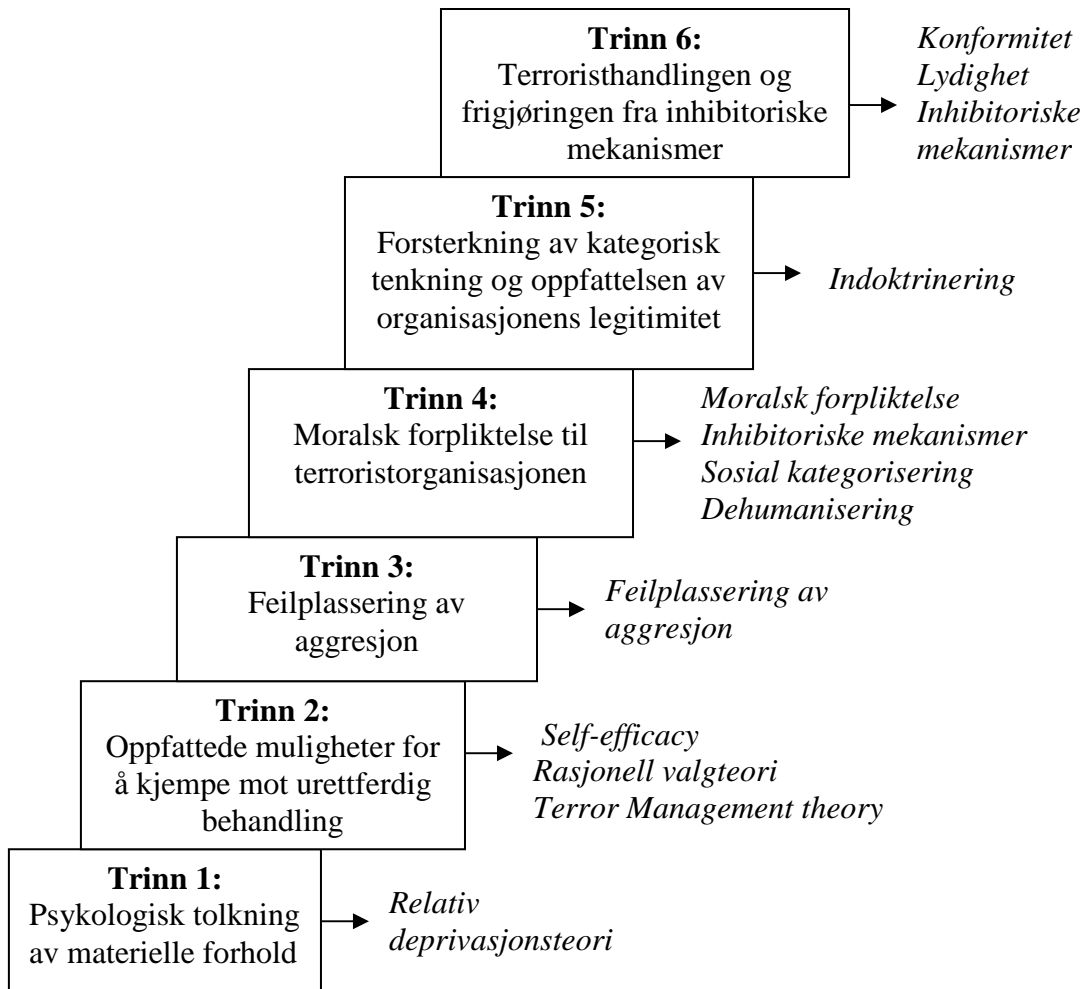 Trinn 6:
Terroristhandlingen og
frigjøringen fra inhibitoriske
mekanismer
Konformitet
Lydighet
Inhibitoriske
mekanismer
Trinn 5:
Forsterkning av kategorisk
tenkning og oppfattelsen av
organisasjonens legitimitet
Indoktrinering
Trinn 4:
Moralsk forpliktelse til
terroristorganisasjonen
Moralsk forpliktelse
Inhibitoriske mekanismer
Sosial kategorisering
Dehumanisering
Trinn 3:
Feilplassering av
aggresjon
Feilplassering av
aggresjon
Trinn 2:
Oppfattede muligheter for
å kjempe mot urettferdig
behandling
Self-efficacy
Rasjonell valgteori
Terror Management theory
Trinn 1:
Psykologisk tolkning
av materielle forhold
Relativ
deprivasjonsteori